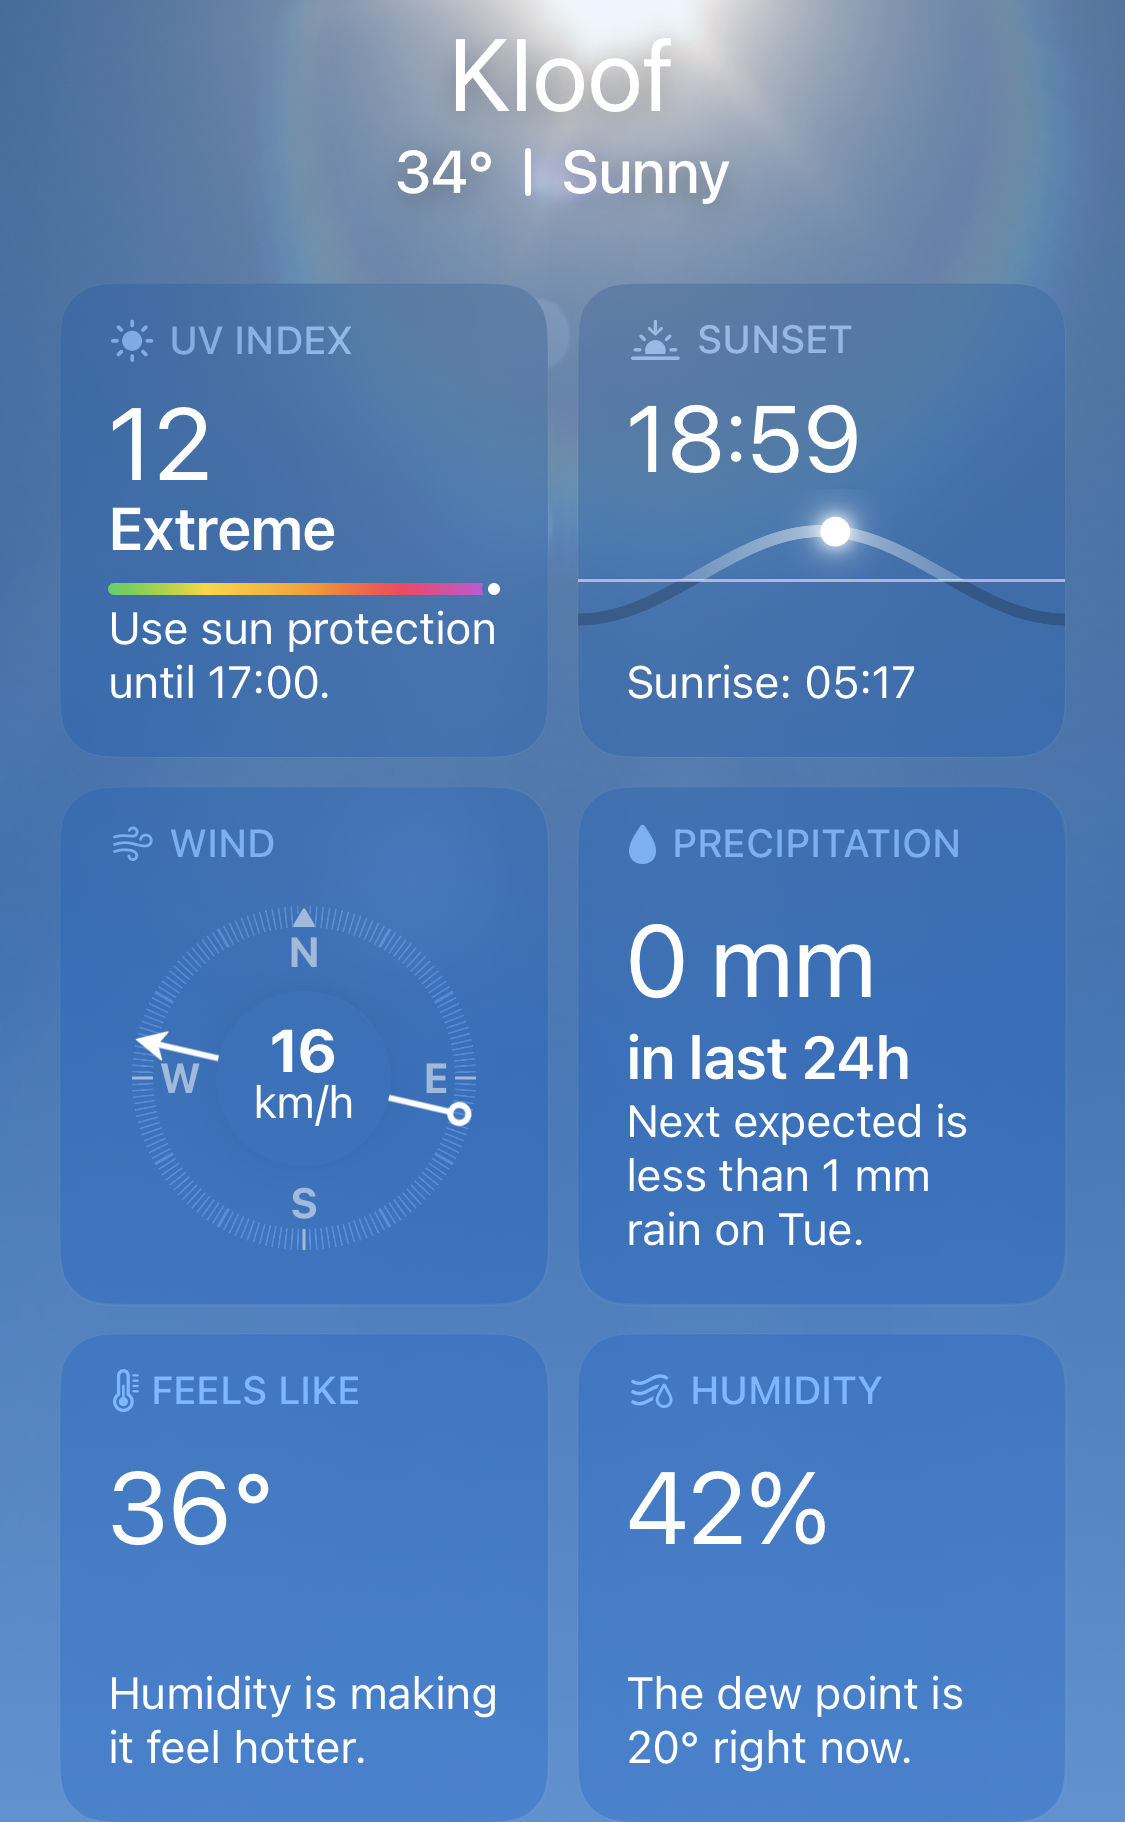 Kloof
34° | Sunny
UV INDEX
12
Extreme
Use sun protection
until 17:00.
SUNSET
18:59
Sunrise: 05:17
WIND
N
W
E
S
16
km/h
PRECIPITATION
0 mm
in last 24h
Next expected is
less than 1 mm
rain on Tue.
FEELS LIKE
36°
Humidity is making
it feel hotter.
HUMIDITY
42%
The dew point is
20° right now.